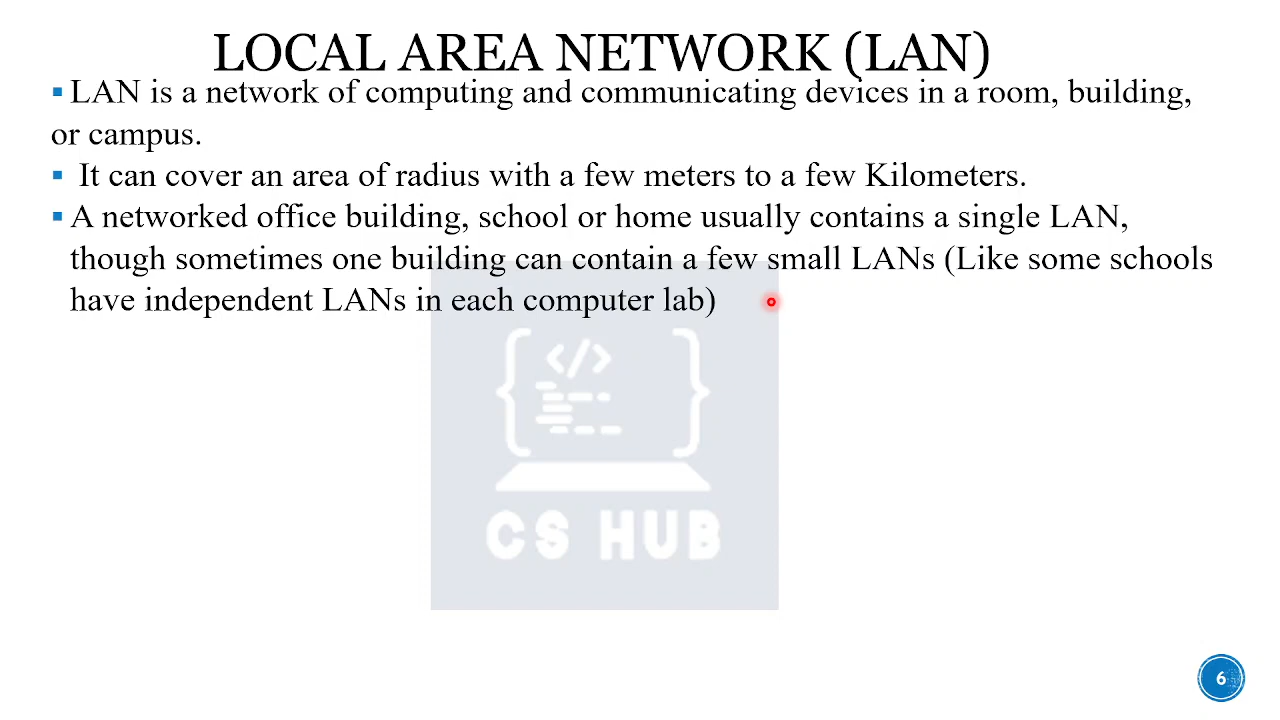 LOCAL AREA NETWORK (LAN)
▪ LAN is a network of computing and communicating devices in a room, building,
or campus.
▪ It can cover an area of radius with a few meters to a few Kilometers.
▪ A networked office building, school or home usually contains a single LAN,
though sometimes one building can contain a few small LANs (Like some schools
have independent LANs in each computer lab)
</>
CS HUB
6